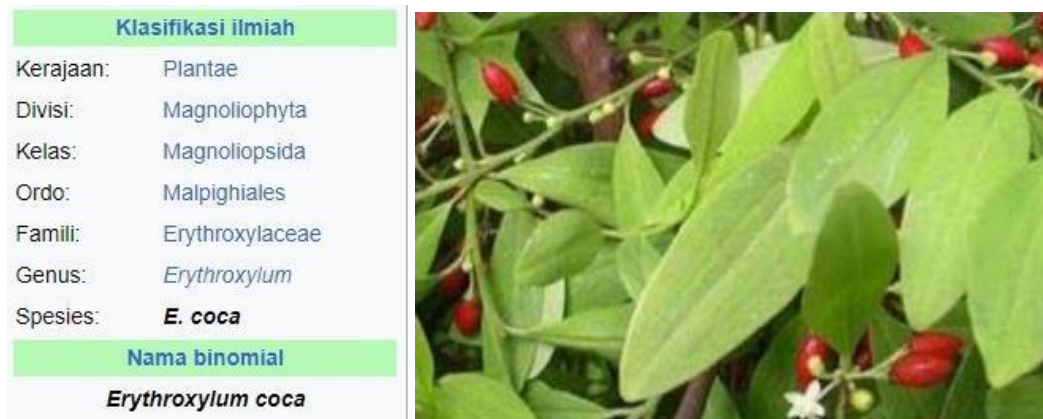 Klasifikasi ilmiah
Kerajaan: Plantae
Divisi: Magnoliophyta
Kelas: Magnoliopsida
Ordo: Malpighiales
Famili: Erythroxylaceae
Genus: Erythroxylum
Spesies: E. coca
Nama binomial
Erythroxylum coca